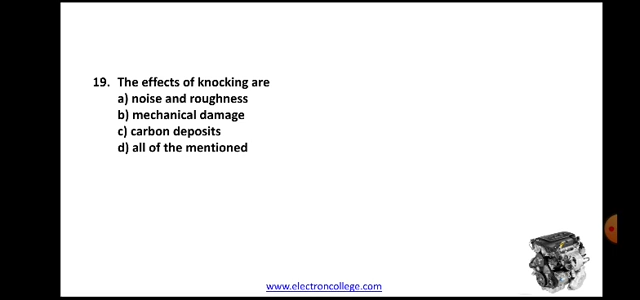 19. The effects of knocking are
a) noise and roughness
b) mechanical damage
c) carbon deposits
d) all of the mentioned
www.electroncollege.com